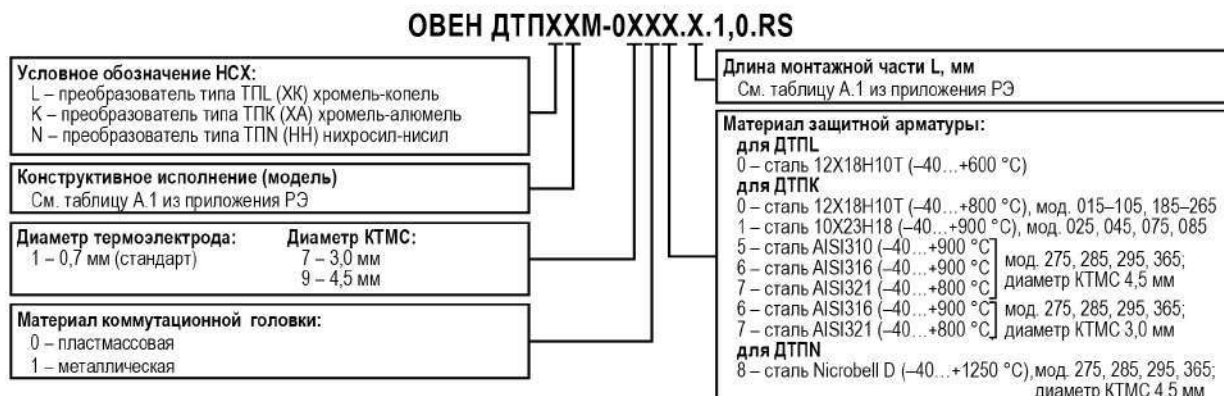 ОВЕН ДТПХХМ-0ХХХ.Х.1,0.RS
Условное обозначение НСХ:
L – преобразователь типа ТПL (ХК) хромель-копель
K – преобразователь типа ТПК (ХА) хромель-алюмель
N – преобразователь типа ТПN (НН) нихросил-нисил
Конструктивное исполнение (модель)
См. таблицу А.1 из приложения РЭ
Диаметр термоэлектрода:
1 – 0,7 мм (стандарт)
Диаметр КТМС:
7 – 3,0 мм
9 – 4,5 мм
Материал коммутационной головки:
0 – пластмассовая
1 – металлическая
Длина монтажной части L, мм
См. таблицу А.1 из приложения РЭ
Материал защитной арматуры:
для ДТПL
0 – сталь 12Х18Н10Т (–40...+600 °С)
для ДТПК
0 – сталь 12Х18Н10Т (–40...+800 °С), мод. 015–105, 185–265
1 – сталь 10Х23Н18 (–40...+900 °С), мод. 025, 045, 075, 085
5 – сталь AISI310 (–40...+900 °С
6 – сталь AISI316 (–40...+900 °С
7 – сталь AISI321 (–40...+800 °С
мод. 275, 285, 295, 365;
диаметр КТМС 4,5 мм
6 – сталь AISI316 (–40...+900 °С
7 – сталь AISI321 (–40...+800 °С
мод. 275, 285, 295, 365;
диаметр КТМС 3,0 мм
для ДТПN
8 – сталь Nicrobell D (–40...+1250 °С), мод. 275, 285, 295, 365;
диаметр КТМС 4,5 мм